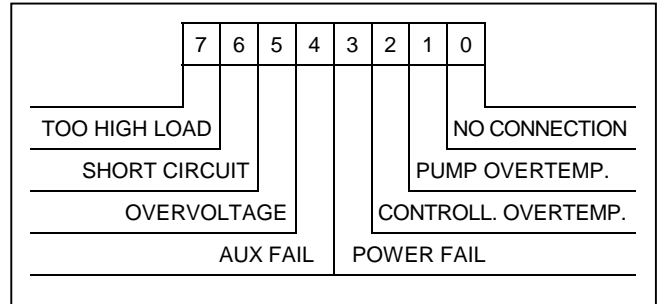 7 6 5 4 3 2 1 0
TOO HIGH LOAD NO CONNECTION
SHORT CIRCUIT PUMP OVERTEMP.
OVERVOLTAGE CONTROLL. OVERTEMP.
AUX FAIL POWER FAIL